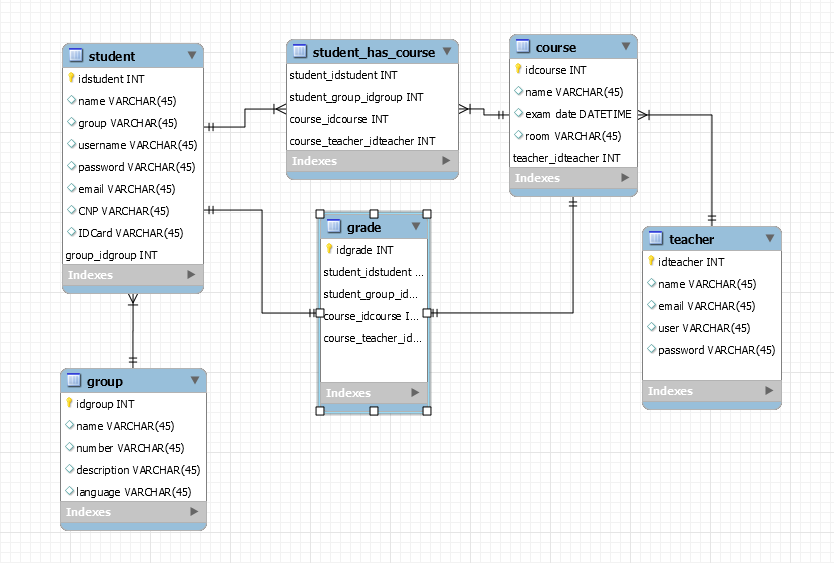 student
idstudent INT
name VARCHAR(45)
group VARCHAR(45)
username VARCHAR(45)
password VARCHAR(45)
email VARCHAR(45)
CNP VARCHAR(45)
IDCard VARCHAR(45)
group_idgroup INT
Indexes
student_has_course
student_idstudent INT
student_group_idgroup INT
course_idcourse INT
course_teacher_idteacher INT
Indexes
course
idcourse INT
name VARCHAR(45)
exam date DATETIME
room VARCHAR(45)
teacher_idteacher INT
Indexes
grade
idgrade INT
student_idstudent ...
student_group_id...
course_idcourse I...
course_teacher_id...
Indexes
teacher
idteacher INT
name VARCHAR(45)
email VARCHAR(45)
user VARCHAR(45)
password VARCHAR(45)
Indexes
group
idgroup INT
name VARCHAR(45)
number VARCHAR(45)
description VARCHAR(45)
language VARCHAR(45)
Indexes